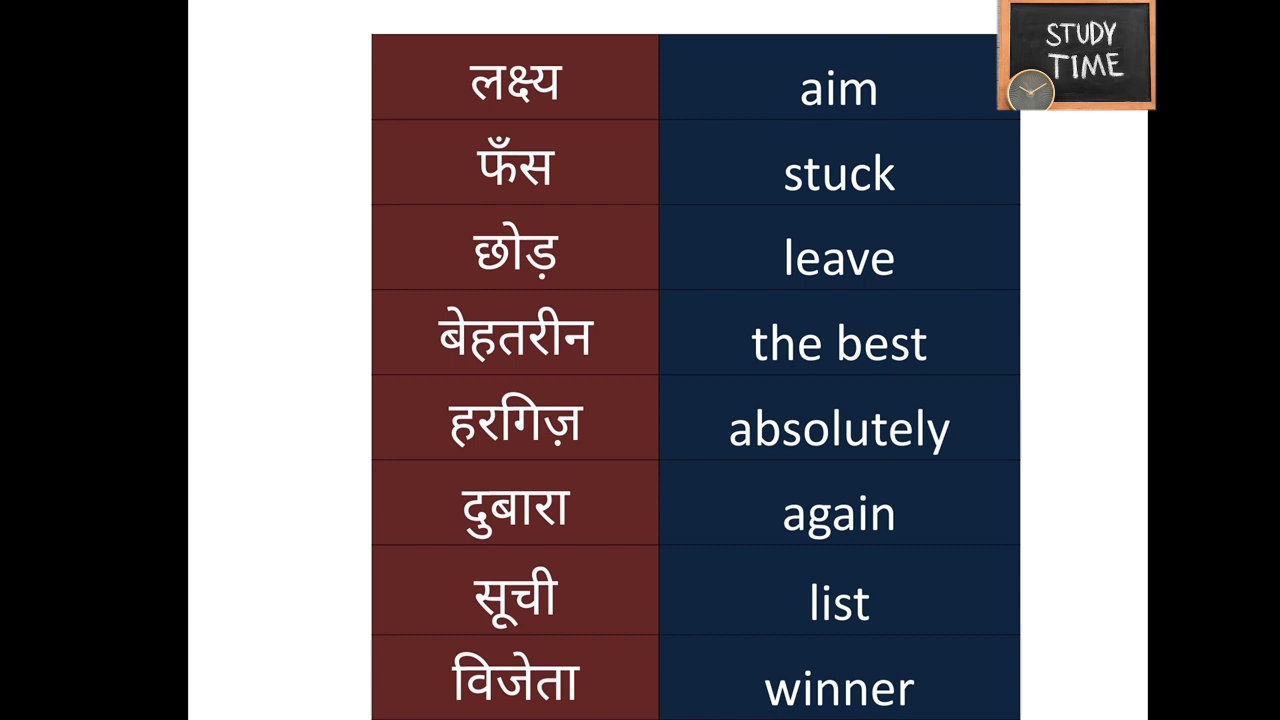 STUDY
TIME
लक्ष्य aim
फँस stuck
छोड़ leave
बेहतरीन the best
हरगिज़ absolutely
दुबारा again
सूची list
विजेता winner